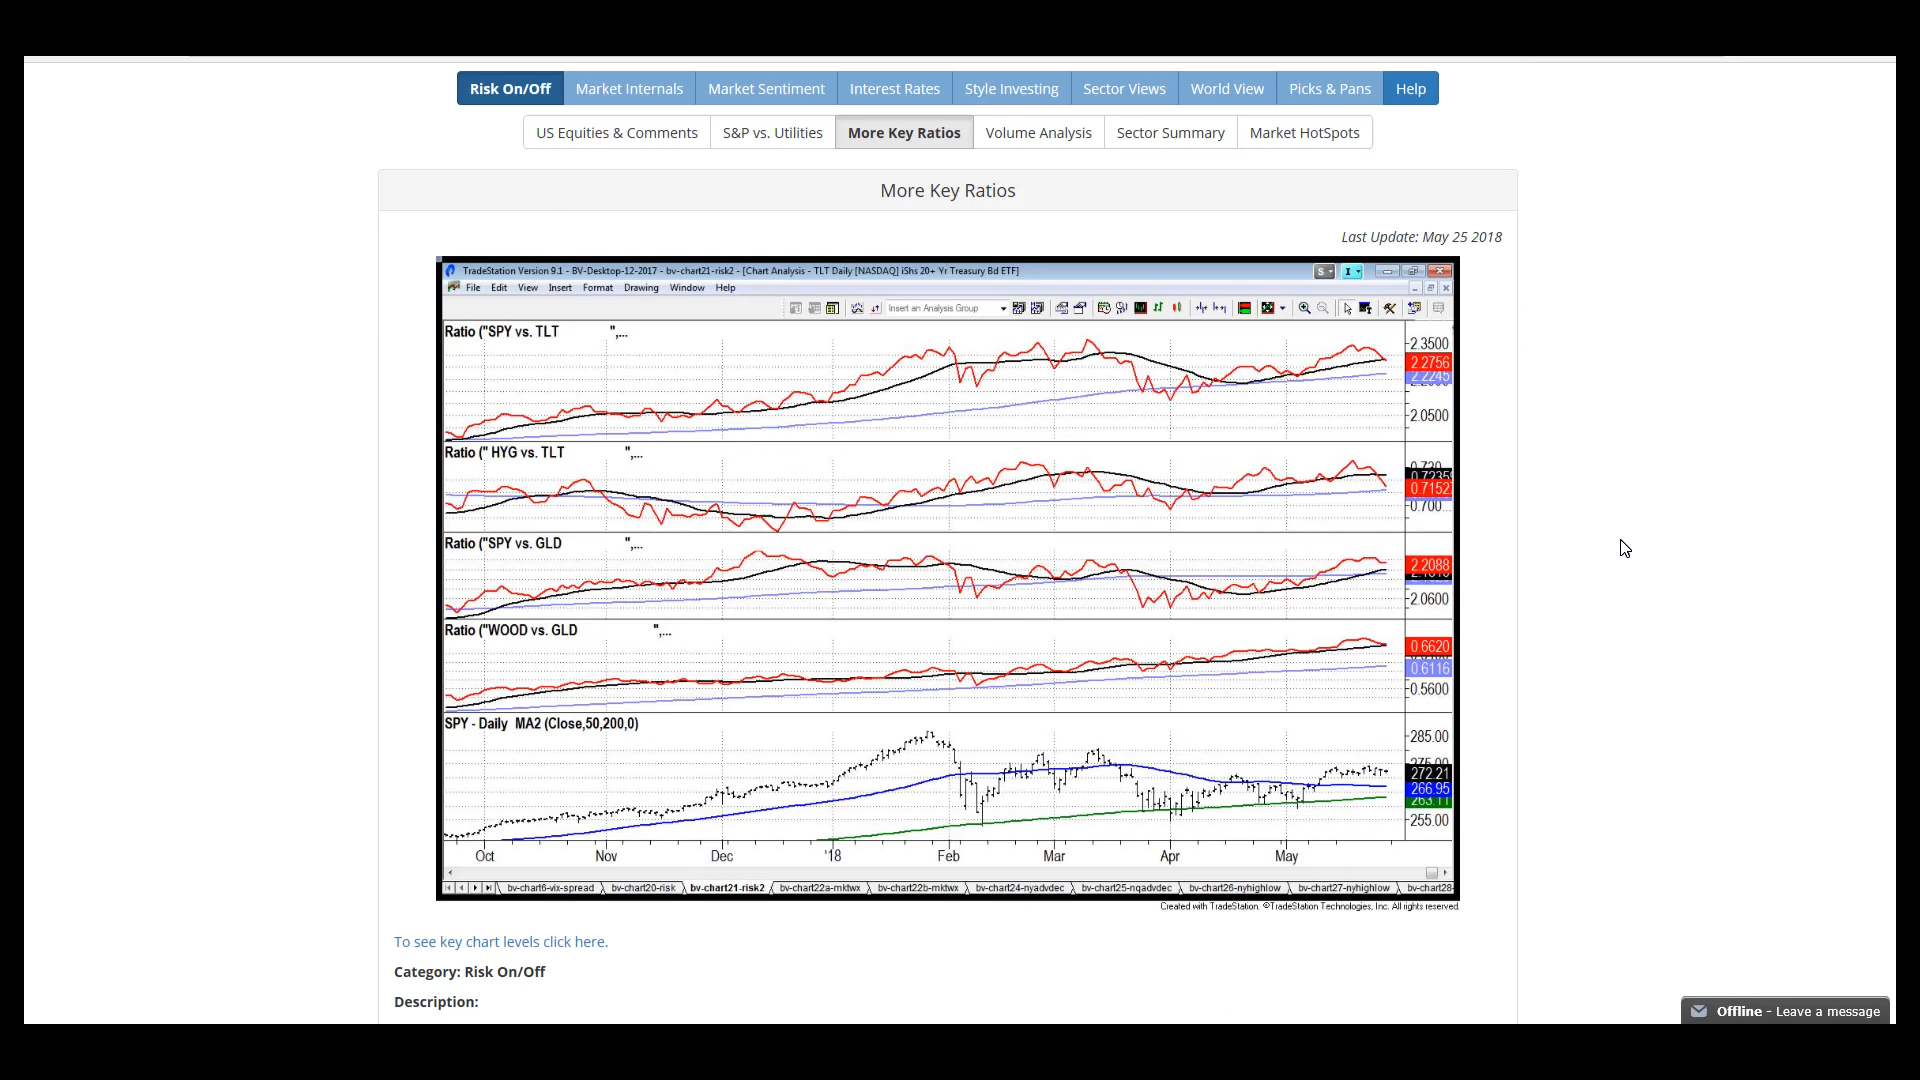 Risk On/Off Market Internals Market Sentiment Interest Rates Style Investing Sector Views World View Picks & Pans Help
US Equities & Comments S&P vs. Utilities More Key Ratios Volume Analysis Sector Summary Market HotSpots
More Key Ratios
Last Update: May 25 2018
TradeStation Version 9.1 - BV-Desktop-12-2017 - bv-chart21-risk2 - [Chart Analysis - TLT Daily [NASDAQ] iShs 20+ Yr Treasury Bd ETF]
File Edit View Insert Format Drawing Window Help
Insert an Analysis Group
Ratio ("SPY vs. TLT ",...
2.3500
2.2756
2.2245
2.0500
Ratio (" HYG vs. TLT ",...
0.7152
0.700
Ratio ("SPY vs. GLD ",...
2.2088
2.0600
Ratio ("WOOD vs. GLD ",...
0.6620
0.6116
0.5600
SPY - Daily MA2 (Close,50,200,0)
285.00
275.00
272.21
266.95
263.11
255.00
Oct Nov Dec '18 Feb Mar Apr May
bv-chart6-vix-spread bv-chart20-risk bv-chart21-risk2 bv-chart22a-mktwx bv-chart22b-mktwx bv-chart24-nyadvdec bv-chart25-nqadvdec bv-chart26-nyhighlow bv-chart27-nyhighlow bv-chart28-
Created with TradeStation. ©TradeStation Technologies, Inc. All rights reserved.
To see key chart levels click here.
Category: Risk On/Off
Description:
Offline - Leave a message